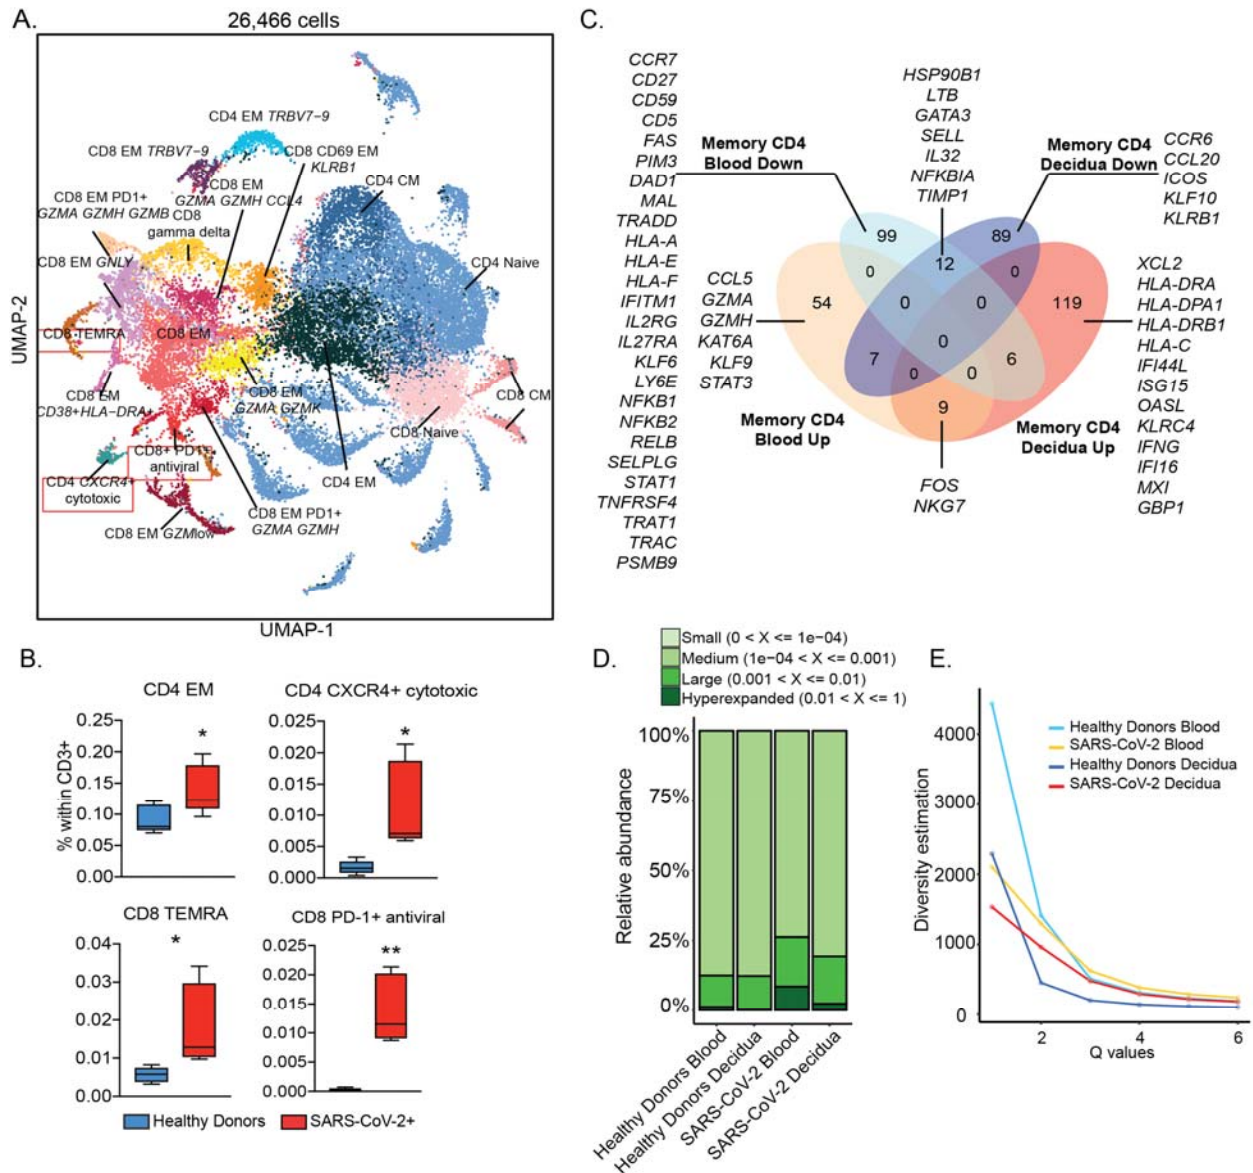 A.
26,466 cells
CD4 EM TRBV7-9
CD8 EM TRBV7-9
CD8 CD69 EM
KLRB1
CD8 EM
GZMA GZMH CCL4
CD4 CM
CD8 EM PD1+
GZMA GZMH GZMB
CD8
gamma delta
CD8 EM GNLY
CD4 Naive
CD8 TEMRA
CD8 EM
CD8 EM
CD38+HLA-DRA+
CD8 EM
GZMA GZMK
CD8 CM
CD8 Naive
CD8+ PD1+
antiviral
CD4 CXCR4+
cytotoxic
CD4 EM
CD8 EM PD1+
GZMA GZMH
CD8 EM GZMlow
UMAP-2
UMAP-1
B.
CD4 EM
% within CD3+
0.25
0.20
0.15
0.10
0.05
0.00
*
CD4 CXCR4+ cytotoxic
0.025
0.020
0.015
0.010
0.005
0.000
*
CD8 TEMRA
0.04
0.03
0.02
0.01
0.00
*
CD8 PD-1+ antiviral
0.025
0.020
0.015
0.010
0.005
0.000
**
Healthy Donors
SARS-CoV-2+
C.
CCR7
CD27
CD59
CD5
FAS
PIM3
DAD1
MAL
TRADD
HLA-A
HLA-E
HLA-F
IFITM1
IL2RG
IL27RA
KLF6
LY6E
NFKB1
NFKB2
RELB
SELPLG
STAT1
TNFRSF4
TRAT1
TRAC
PSMB9
Memory CD4
Blood Down
HSP90B1
LTB
GATA3
SELL
IL32
NFKBIA
TIMP1
Memory CD4
Decidua Down
CCR6
CCL20
ICOS
KLF10
KLRB1
CCL5
GZMA
GZMH
KAT6A
KLF9
STAT3
99
89
12
0
0
54
0
0
119
0
7
6
0
0
9
Memory CD4
Blood Up
Memory CD4
Decidua Up
FOS
NKG7
XCL2
HLA-DRA
HLA-DPA1
HLA-DRB1
HLA-C
IFI44L
ISG15
OASL
KLRC4
IFNG
IFI16
MXI
GBP1
D.
Small (0 < X <= 1e-04)
Medium (1e-04 < X <= 0.001)
Large (0.001 < X <= 0.01)
Hyperexpanded (0.01 < X <= 1)
Relative abundance
100%
75%
50%
25%
0%
Healthy Donors Blood
Healthy Donors Decidua
SARS-CoV-2 Blood
SARS-CoV-2 Decidua
E.
Healthy Donors Blood
SARS-CoV-2 Blood
Healthy Donors Decidua
SARS-CoV-2 Decidua
Diversity estimation
4000
3000
2000
1000
0
2
4
6
Q values